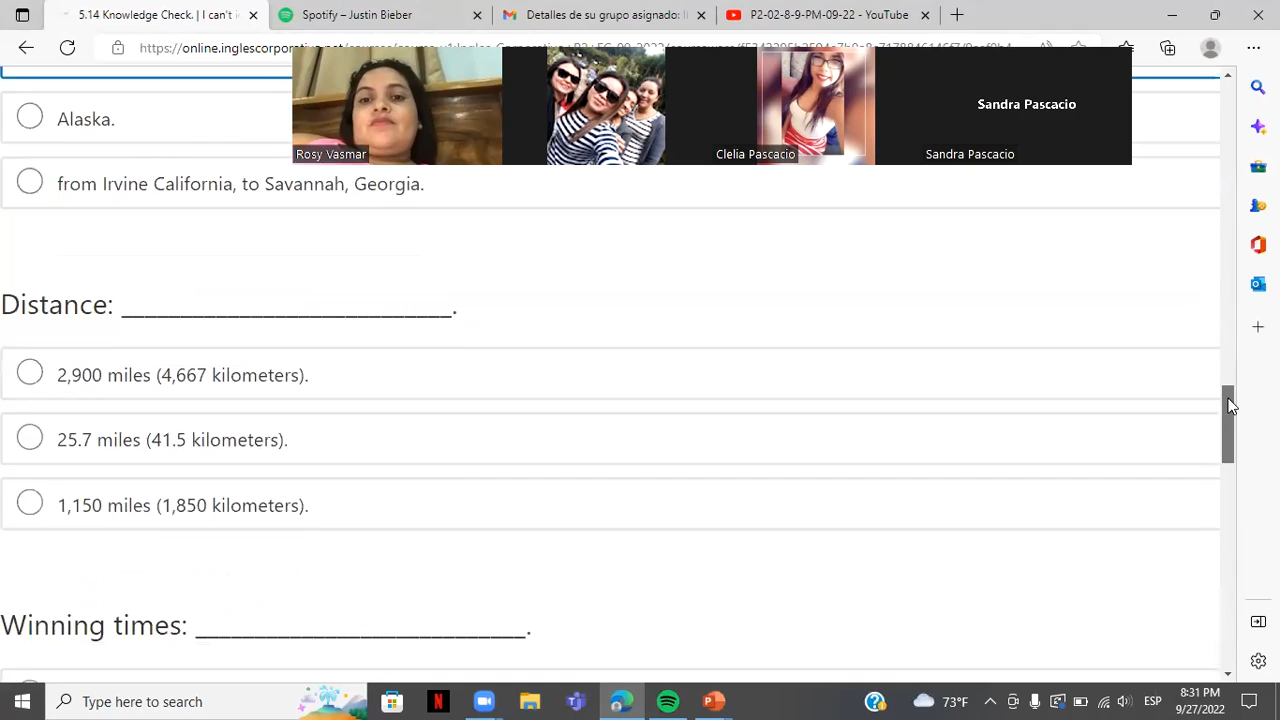 5.14 Knowledge Check. | I can't i
Spotify – Justin Bieber
Detalles de su grupo asignado: li
P2-02-8-9-PM-09-22 - YouTube
Alaska.
Rosy Vasmar
Clelia Pascacio
Sandra Pascacio
Sandra Pascacio
from Irvine California, to Savannah, Georgia.
Distance: ____________________________.
2,900 miles (4,667 kilometers).
25.7 miles (41.5 kilometers).
1,150 miles (1,850 kilometers).
Winning times: ____________________________.
Type here to search
73°F
ESP
8:31 PM
9/27/2022